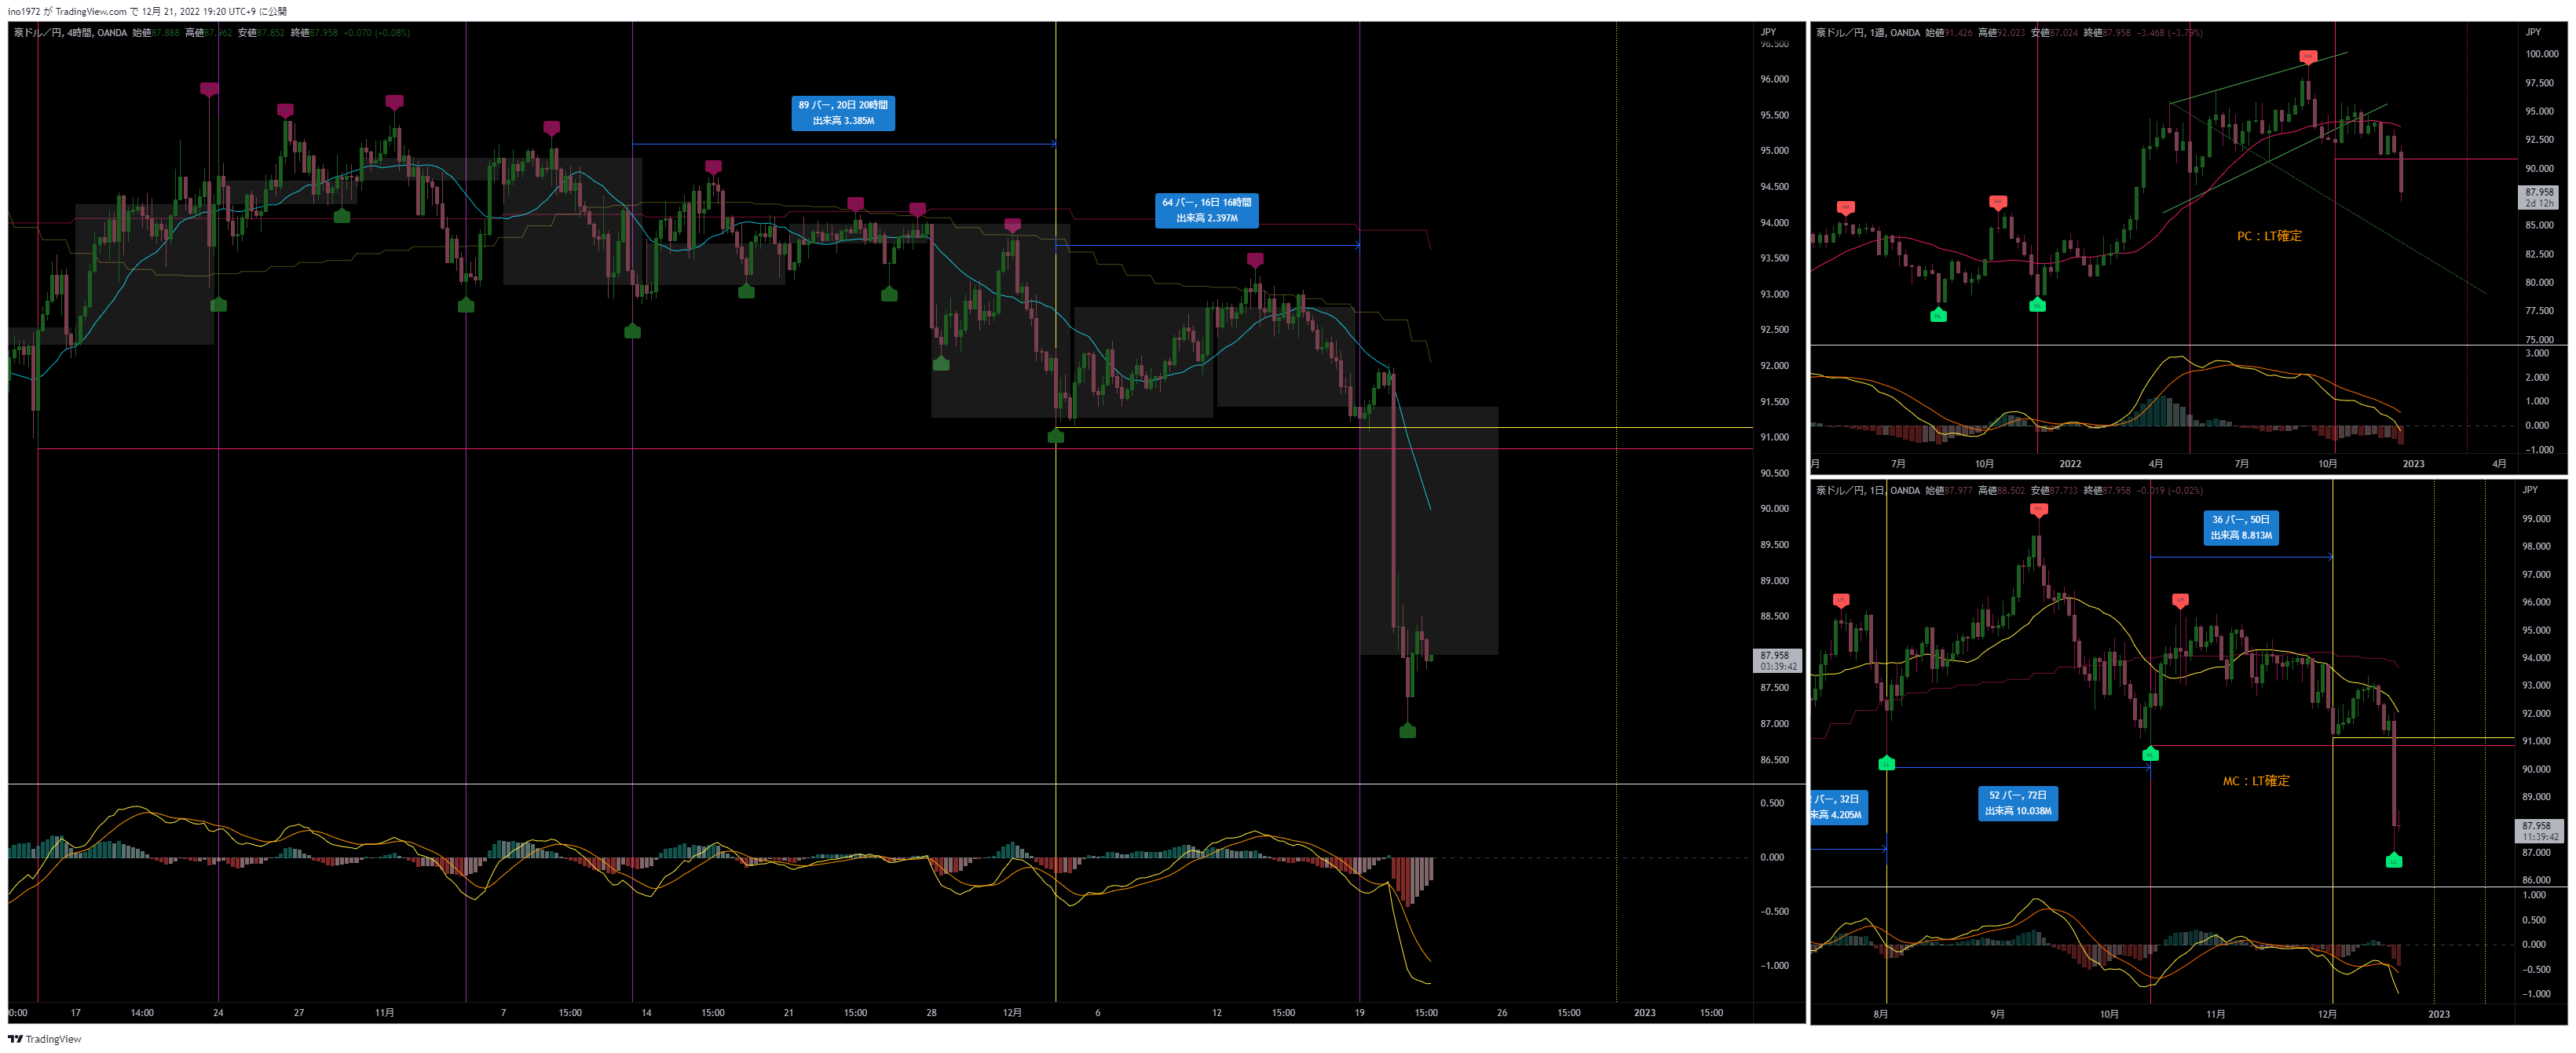 ino1972 が TradingView.com で 12月 21, 2022 19:20 UTC+9 に公開
豪ドル／円, 4時間, OANDA 始値87.888 高値87.962 安値87.852 終値87.958 +0.070 (+0.08%)
JPY
96.500
96.000
95.500
95.000
94.500
94.000
93.500
93.000
92.500
92.000
91.500
91.000
90.500
90.000
89.500
89.000
88.500
87.958
03:39:42
87.500
87.000
86.500
0.500
0.000
−0.500
−1.000
89 バー, 20日 20時間
出来高 3.385M
64 バー, 16日 16時間
出来高 2.397M
0:00 17 14:00 24 27 11月 7 15:00 14 15:00 21 15:00 28 12月 6 12 15:00 19 15:00 26 15:00 2023 15:00
豪ドル／円, 1週, OANDA 始値91.426 高値92.023 安値87.024 終値87.958 −3.468 (−3.79%)
JPY
100.000
97.500
95.000
92.500
90.000
87.958
2d 12h
85.000
82.500
80.000
77.500
75.000
3.000
2.000
1.000
0.000
−1.000
PC：LT確定
月 7月 10月 2022 4月 7月 10月 2023 4月
豪ドル／円, 1日, OANDA 始値87.977 高値88.502 安値87.733 終値87.958 −0.019 (−0.02%)
JPY
99.000
98.000
97.000
96.000
95.000
94.000
93.000
92.000
91.000
90.000
89.000
87.958
11:39:42
87.000
86.000
1.000
0.500
0.000
−0.500
−1.000
36 バー, 50日
出来高 8.813M
MC：LT確定
バー, 32日
来高 4.205M
52 バー, 72日
出来高 10.038M
8月 9月 10月 11月 12月 2023
TradingView